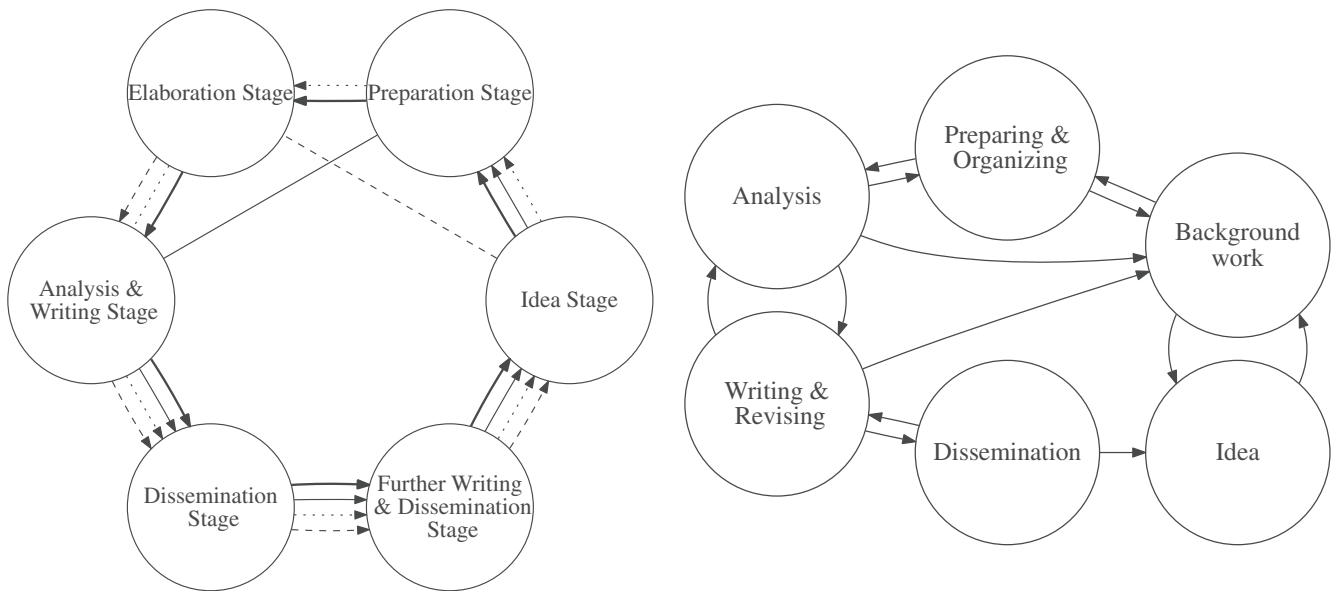 Elaboration Stage
Preparation Stage
Analysis &
Writing Stage
Idea Stage
Dissemination
Stage
Further Writing
& Dissemination
Stage
Preparing &
Organizing
Analysis
Background
work
Writing &
Revising
Dissemination
Idea